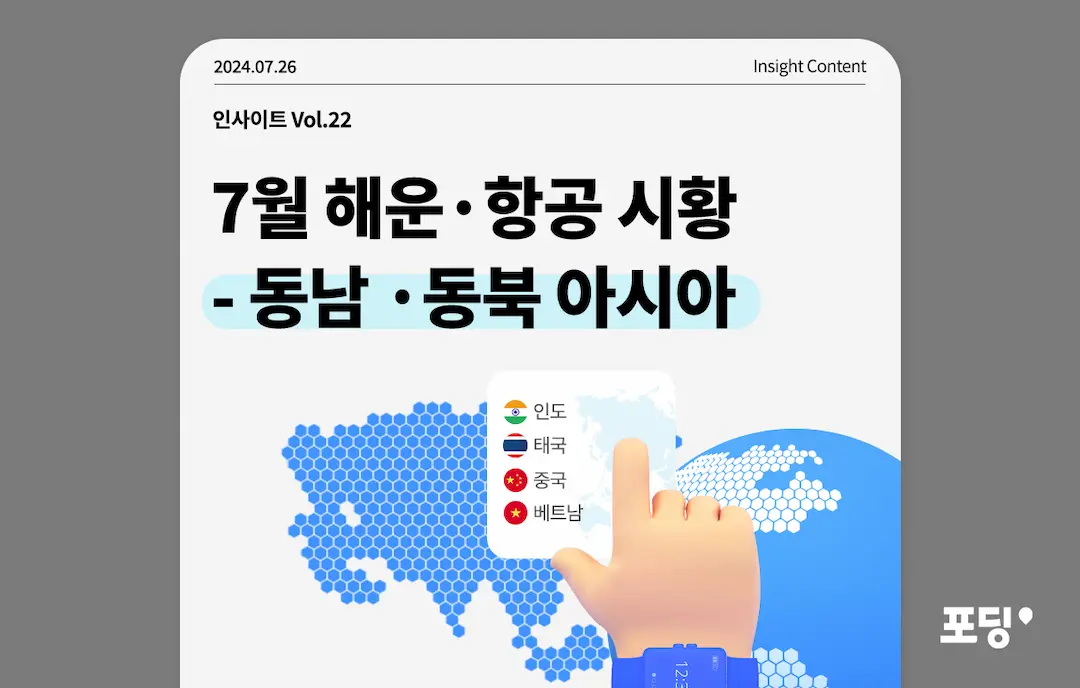 2024.07.26
Insight Content
인사이트 Vol.22
7월 해운·항공 시황
- 동남 ·동북 아시아
인도
태국
중국
베트남
포딩